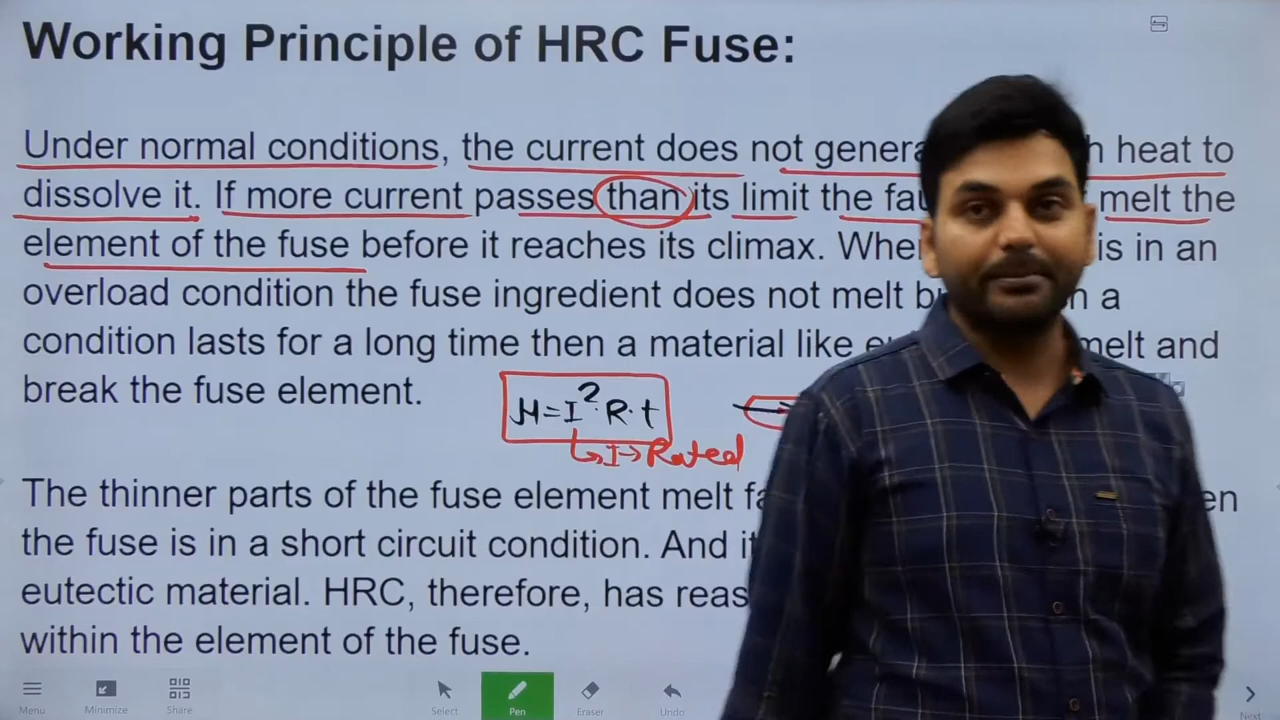 Working Principle of HRC Fuse:
Under normal conditions, the current does not heat to
dissolve it. If more current passes than its limit the melt the
element of the fuse before it reaches its climax. is in an
overload condition the fuse ingredient does not melt a
condition lasts for a long time then a material like melt and
break the fuse element.
H=I²·R·t
I→Rated
The thinner parts of the fuse element melt
the fuse is in a short circuit condition. And
eutectic material. HRC, therefore, has
within the element of the fuse.
Menu Minimize Share Select Pen Eraser Undo Next